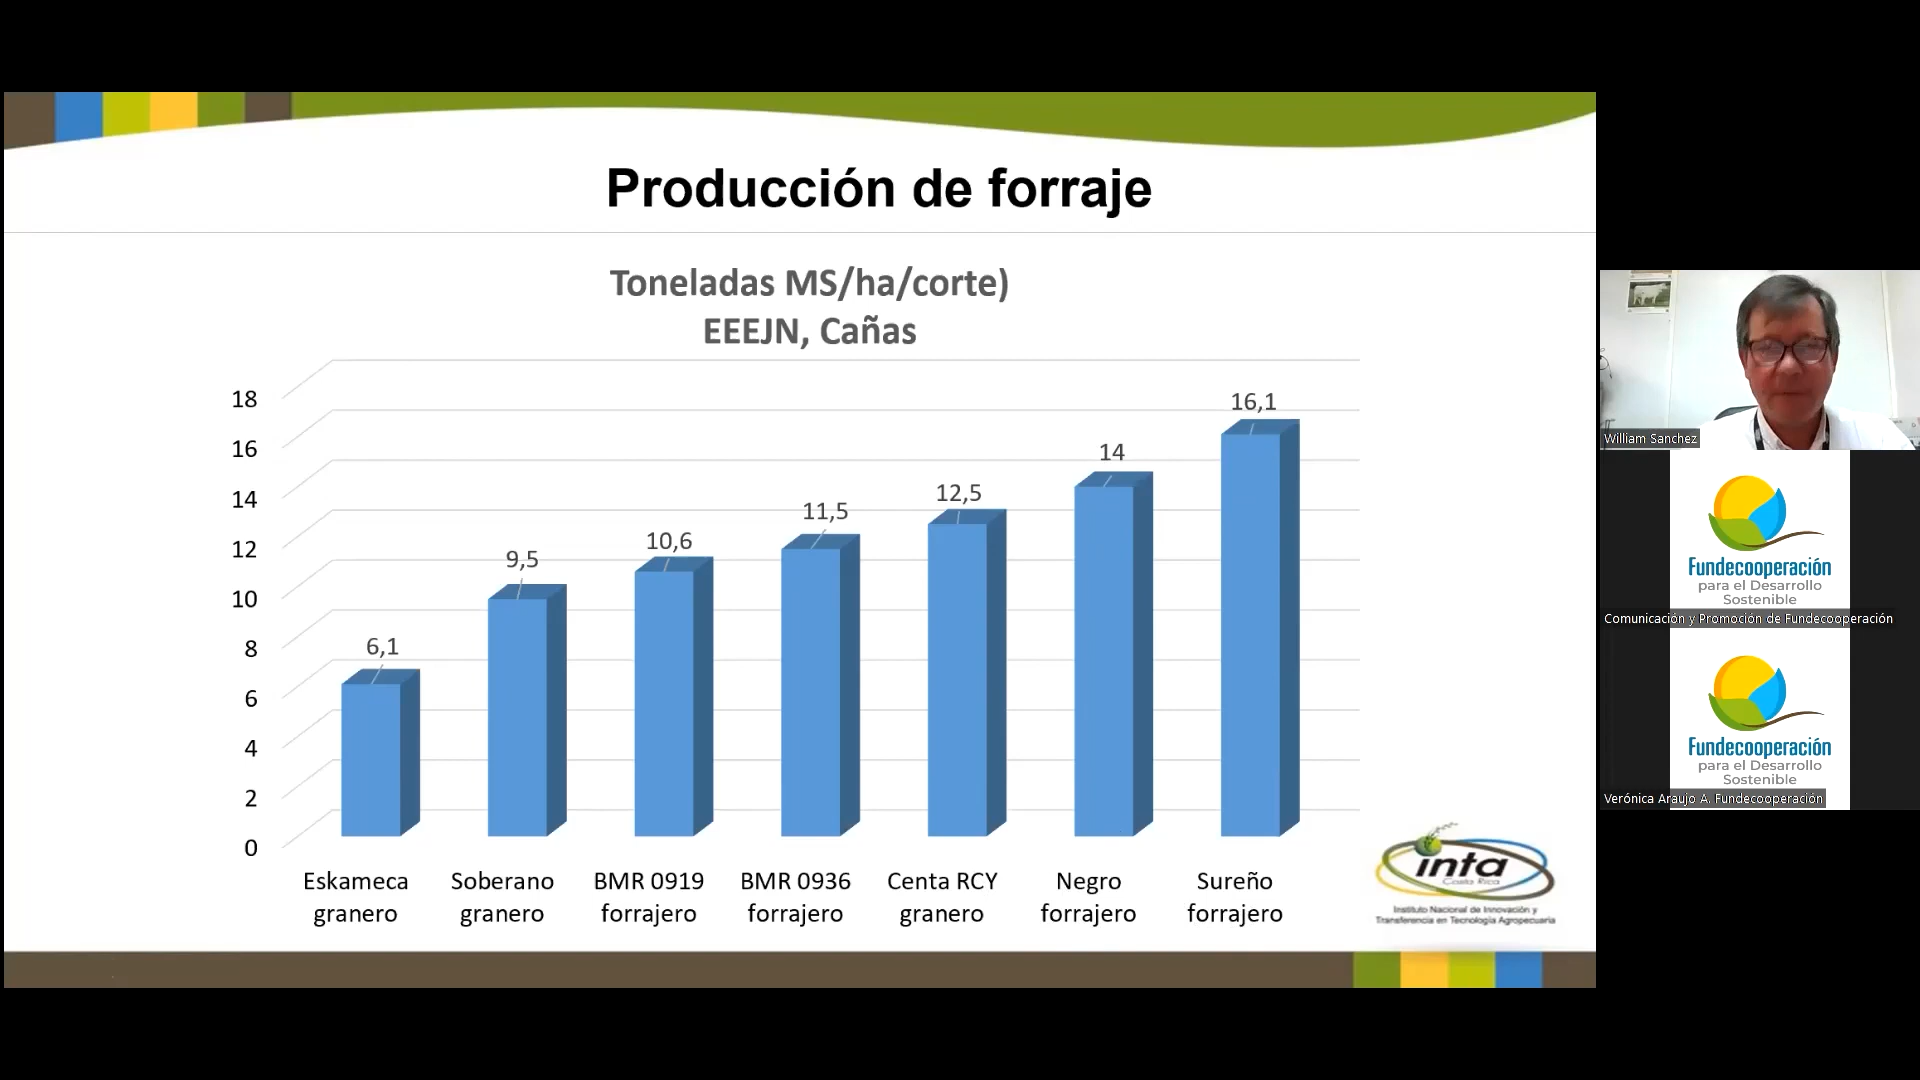 Producción de forraje
Toneladas MS/ha/corte)
EEEJN, Cañas
18
16
14
12
10
8
6
4
2
0
6,1
9,5
10,6
11,5
12,5
14
16,1
Eskameca
granero
Soberano
granero
BMR 0919
forrajero
BMR 0936
forrajero
Centa RCY
granero
Negro
forrajero
Sureño
forrajero
inta
Costa Rica
Instituto Nacional de Innovación y
Transferencia en Tecnología Agropecuaria
William Sanchez
Fundecooperación
para el Desarrollo
Sostenible
Comunicación y Promoción de Fundecooperación
Fundecooperación
para el Desarrollo
Sostenible
Verónica Araujo A. Fundecooperación